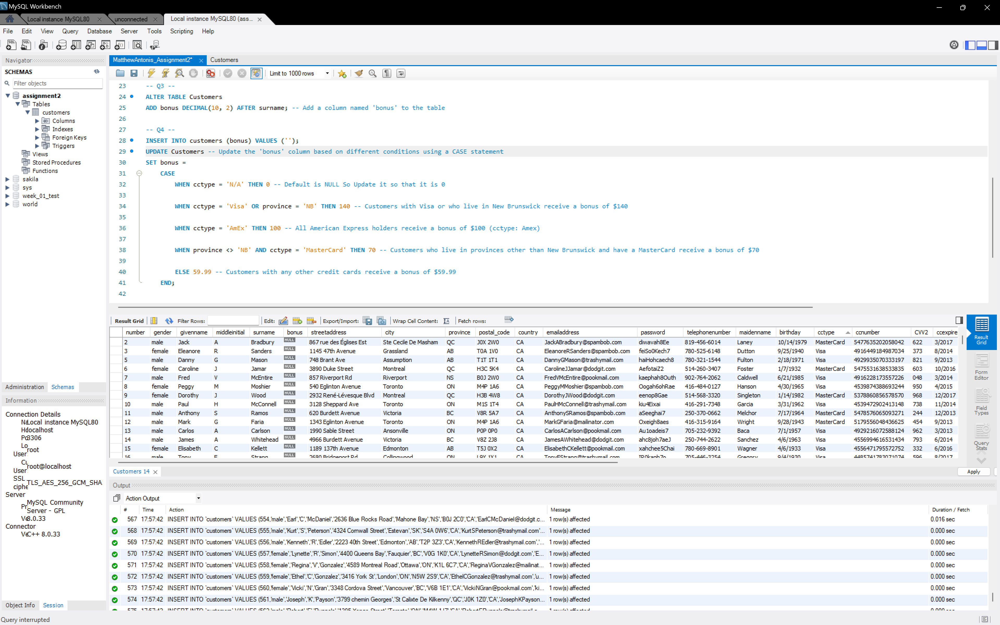 MySQL Workbench
Local instance MySQL80
unconnected
Local instance MySQL80 (ass...
File Edit View Query Database Server Tools Scripting Help
Navigator
SCHEMAS
Filter objects
assignment2
Tables
customers
Columns
Indexes
Foreign Keys
Triggers
Views
Stored Procedures
Functions
sakila
sys
week_01_test
world
Administration Schemas
Information
Connection Details
Local instance MySQL80
localhost
3306
root
User
root@localhost
User
SSL
TLS_AES_256_GCM_SHA
Server
MySQL Community
Server - GPL
8.0.33
Connector
C++ 8.0.33
Object Info Session
Query interrupted
MatthewAntonis_Assignment2* Customers
Limit to 1000 rows
23 -- Q3 --
24 ALTER TABLE Customers
25 ADD bonus DECIMAL(10, 2) AFTER surname; -- Add a column named 'bonus' to the table
26
27 -- Q4 --
28 INSERT INTO customers (bonus) VALUES ('');
29 UPDATE Customers -- Update the 'bonus' column based on different conditions using a CASE statement
30 SET bonus =
31 CASE
32 WHEN cctype = 'N/A' THEN 0 -- Default is NULL So Update it so that it is 0
33
34 WHEN cctype = 'Visa' OR province = 'NB' THEN 140 -- Customers with Visa or who live in New Brunswick receive a bonus of $140
35
36 WHEN cctype = 'AmEx' THEN 100 -- All American Express holders receive a bonus of $100 (cctype: Amex)
37
38 WHEN province <> 'NB' AND cctype = 'MasterCard' THEN 70 -- Customers who live in provinces other than New Brunswick and have a MasterCard receive a bonus of $70
39
40 ELSE 59.99 -- Customers with any other credit cards receive a bonus of $59.99
41 END;
42
Result Grid Filter Rows: Edit: Export/Import: Wrap Cell Content: Fetch rows:
number gender givenname middleinitial surname bonus streetaddress city province postal_code country emailaddress password telephonenumber maidenname birthday cctype ccnumber CVV2 ccexpire
2 male Jack A Bradbury NULL 867 rue des Églises Est Ste Cecile De Masham QC J0X 2W0 CA JackABradbury@spambob.com diwavah8Ee 819-456-6014 Laney 10/14/1979 MasterCard 5477635202058042 622 3/2017
3 female Eleanore R Sanders NULL 1145 47th Avenue Grassland AB T0A 1V0 CA EleanoreRSanders@spambob.com feiSo0Kech7 780-525-6148 Dutton 9/25/1940 Visa 4916449184987034 373 8/2014
5 male Danny G Mason NULL 748 Brant Ave Assumption AB T1T 1T1 CA DannyGMason@trashymail.com haiHohcaech8 780-321-1544 Fulton 2/18/1971 Visa 4929935070333197 821 9/2013
6 female Caroline J Jamar NULL 3890 Duke Street Montreal QC H3C 5K4 CA CarolineJJamar@dodgit.com AefotaiZ2 514-260-3407 Foster 1/7/1932 MasterCard 5475531638533835 603 10/2016
7 male Fred V McEntire NULL 857 Riverport Rd Riverport NS B0J 2W0 CA FredVMcEntire@pookmail.com kaephah8Outh 902-764-2062 Caldwell 6/21/1985 Visa 4916228173557226 048 3/2014
8 female Peggy M Moshier NULL 540 Eglinton Avenue Toronto ON M4P 1A6 CA PeggyMMoshier@spambob.com Oogah6ohRae 416-484-0127 Hanson 4/30/1965 Visa 4539874388693244 950 4/2015
9 female Dorothy J Wood NULL 2932 René-Lévesque Blvd Montreal QC H3B 4W8 CA DorothyJWood@dodgit.com eenop8Gae 514-568-3320 Singleton 1/14/1982 MasterCard 5378860856578570 968 12/2017
10 male Paul H McConnell NULL 3128 Sheppard Ave Toronto ON M1S 1T4 CA PaulHMcConnell@trashymail.com kiu4Eixai 416-291-7348 Garcia 3/31/1962 Visa 4539472902413148 738 11/2014
11 male Anthony S Ramos NULL 620 Burdett Avenue Victoria BC V8R 5A7 CA AnthonySRamos@spambob.com aSeeghai7 250-370-0662 Melchor 7/17/1964 MasterCard 5478576065093271 244 12/2013
12 male Mark G Faria NULL 1343 Eglinton Avenue Toronto ON M4P 1A6 CA MarkGFaria@mailinator.com Oxeigh8aes 416-315-9164 Wright 9/28/1943 MasterCard 5179556048436625 454 9/2013
13 male Carlos A Carlson NULL 1990 Sable Street Ansonville ON P0P 0P0 CA CarlosACarlson@pookmail.com Au1oadeis7 705-232-9392 Baca 7/1/1957 Visa 4929216072588124 962 3/2013
14 male James A Whitehead NULL 4966 Burdett Avenue Victoria BC V8Z 2J8 CA JamesAWhitehead@dodgit.com ahc8joh7aeJ 250-744-2622 Sanchez 4/6/1963 Visa 4556994616531434 793 6/2014
15 female Elisabeth C Kellett NULL 1189 137th Avenue Edmonton AB T5J 0X2 CA ElisabethCKellett@pookmail.com xahchee5Chai 780-669-8901 Wagner 4/6/1933 Visa 4556471795572752 332 6/2016
16 male Tony E Strang NULL 2680 Bridgeport Rd Collingwood ON L9Y 1Y1 CA TonyEStrang@trashymail.com 705-446-3254 Gregory 9/4/1930 Visa 4485741783071074 596 8/2017
Result Grid
Form Editor
Field Types
Query Stats
Customers 14
Apply
Output
Action Output
# Time Action Message Duration / Fetch
567 17:57:42 INSERT INTO `customers` VALUES (554,'male','Earl','C','McDaniel','2636 Blue Rocks Road','Mahone Bay','NS','B0J 2C0','CA','EarlCMcDaniel@dodgit.c... 1 row(s) affected 0.016 sec
568 17:57:42 INSERT INTO `customers` VALUES (555,'male','Kurt','S','Peterson','4324 Cornwall Street','Estevan','SK','S4A 0W6','CA','KurtSPeterson@trashymail.com'... 1 row(s) affected 0.000 sec
569 17:57:42 INSERT INTO `customers` VALUES (556,'male','Kenneth','R','Edler','2223 40th Street','Edmonton','AB','T2P 3Z3','CA','KennethREdler@trashymail.com','... 1 row(s) affected 0.000 sec
570 17:57:42 INSERT INTO `customers` VALUES (557,'female','Lynette','R','Simon','4400 Queens Bay','Fauquier','BC','V0G 1K0','CA','LynetteRSimon@dodgit.com','E... 1 row(s) affected 0.000 sec
571 17:57:42 INSERT INTO `customers` VALUES (558,'female','Regina','V','Gonzalez','4589 Montreal Road','Ottawa','ON','K1L 6C7','CA','ReginaVGonzalez@mailinat... 1 row(s) affected 0.000 sec
572 17:57:42 INSERT INTO `customers` VALUES (559,'female','Ethel','C','Gonzalez','3416 York St','London','ON','N5W 2S9','CA','EthelCGonzalez@trashymail.com','u... 1 row(s) affected 0.000 sec
573 17:57:42 INSERT INTO `customers` VALUES (560,'female','Vicki','N','Gran','3348 Cordova Street','Vancouver','BC','V6B 1E1','CA','VickiNGran@pookmail.com','ki... 1 row(s) affected 0.000 sec
574 17:57:42 INSERT INTO `customers` VALUES (561,'male','Joseph','K','Payson','3799 chemin Georges','St Calixte De Kilkenny','QC','J0K 1Z0','CA','JosephKPayson... 1 row(s) affected 0.000 sec